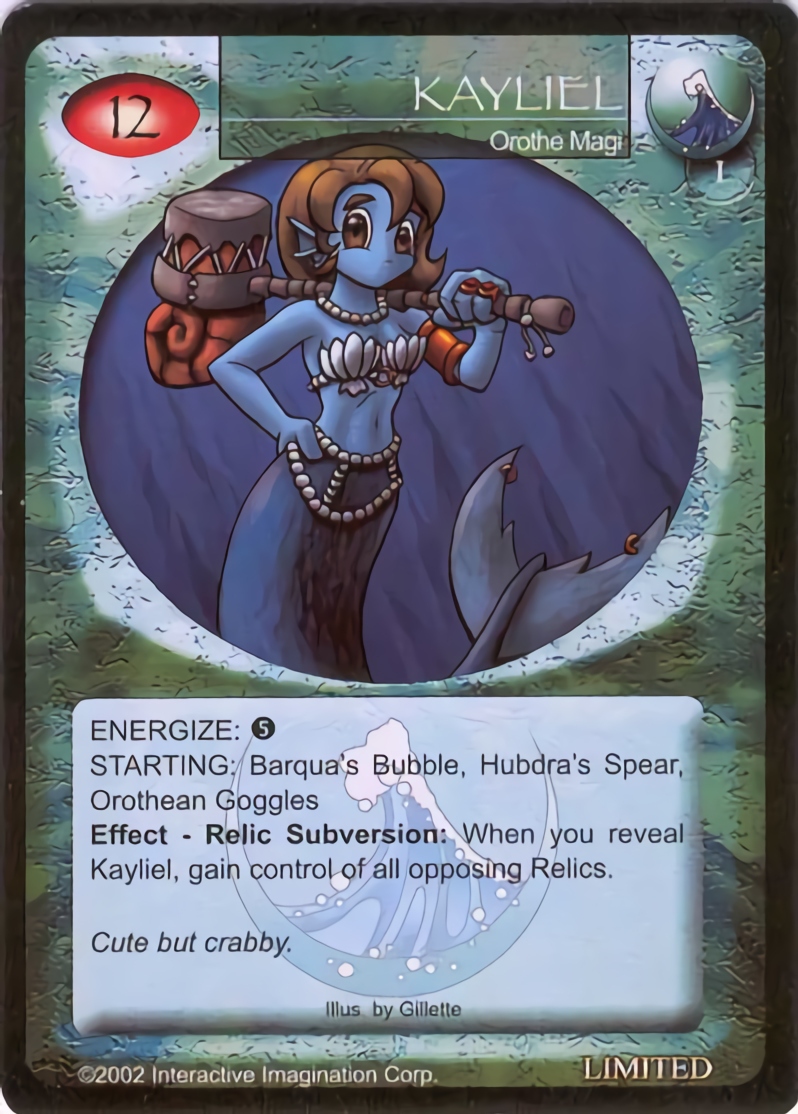 12
KAYLIEL
Orothe Magi
1
ENERGIZE: 5
STARTING: Barqua's Bubble, Hubdra's Spear,
Orothean Goggles
Effect - Relic Subversion: When you reveal
Kayliel, gain control of all opposing Relics.
Cute but crabby.
Illus by Gillette
©2002 Interactive Imagination Corp.
LIMITED